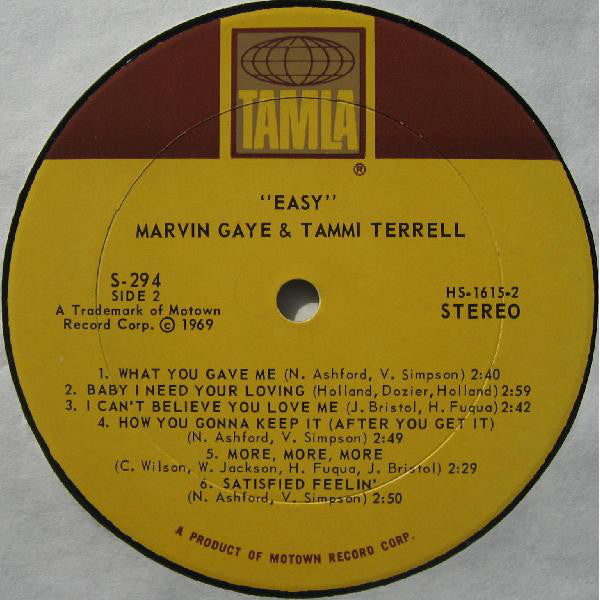 TAMLA
®
"EASY"
MARVIN GAYE & TAMMI TERRELL
S-294
SIDE 2
A Trademark of Motown
Record Corp. © 1969
HS-1615-2
STEREO
1. WHAT YOU GAVE ME (N. Ashford, V. Simpson) 2:40
2. BABY I NEED YOUR LOVING (Holland, Dozier, Holland) 2:59
3. I CAN'T BELIEVE YOU LOVE ME (J. Bristol, H. Fuqua) 2:42
4. HOW YOU GONNA KEEP IT (AFTER YOU GET IT)
(N. Ashford, V. Simpson) 2:49
5. MORE, MORE, MORE
(C. Wilson, W. Jackson, H. Fuqua, J. Bristol) 2:29
6. SATISFIED FEELIN'
(N. Ashford, V. Simpson) 2:50
A PRODUCT OF MOTOWN RECORD CORP.